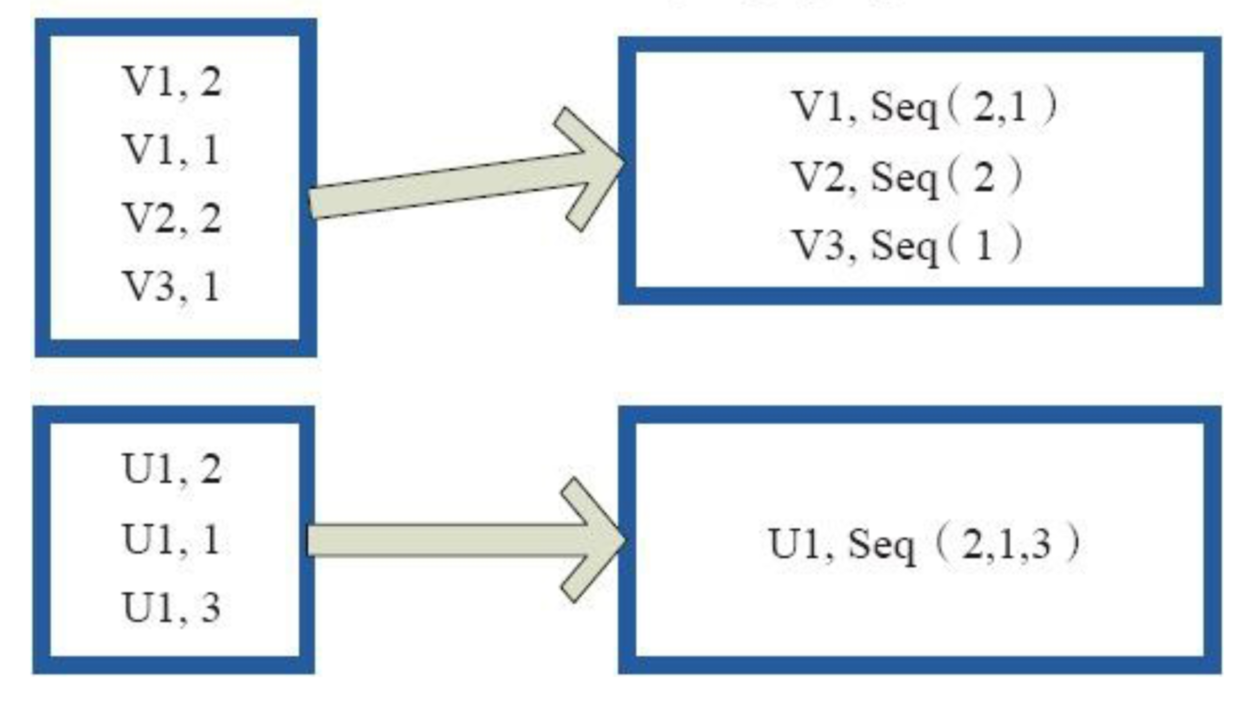 V1, 2
V1, 1
V2, 2
V3, 1
V1, Seq（2,1）
V2, Seq（2）
V3, Seq（1）
U1, 2
U1, 1
U1, 3
U1, Seq（2,1,3）